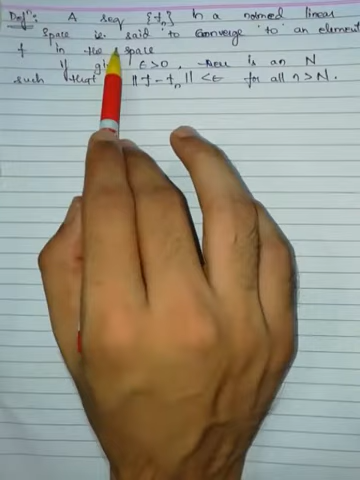 Defⁿ: A seq {fₙ} in a normed linear
space is said to converge to an element
f in the space
if given ε>0, there is an N
such that ||f-fₙ|| <ε for all n>N.